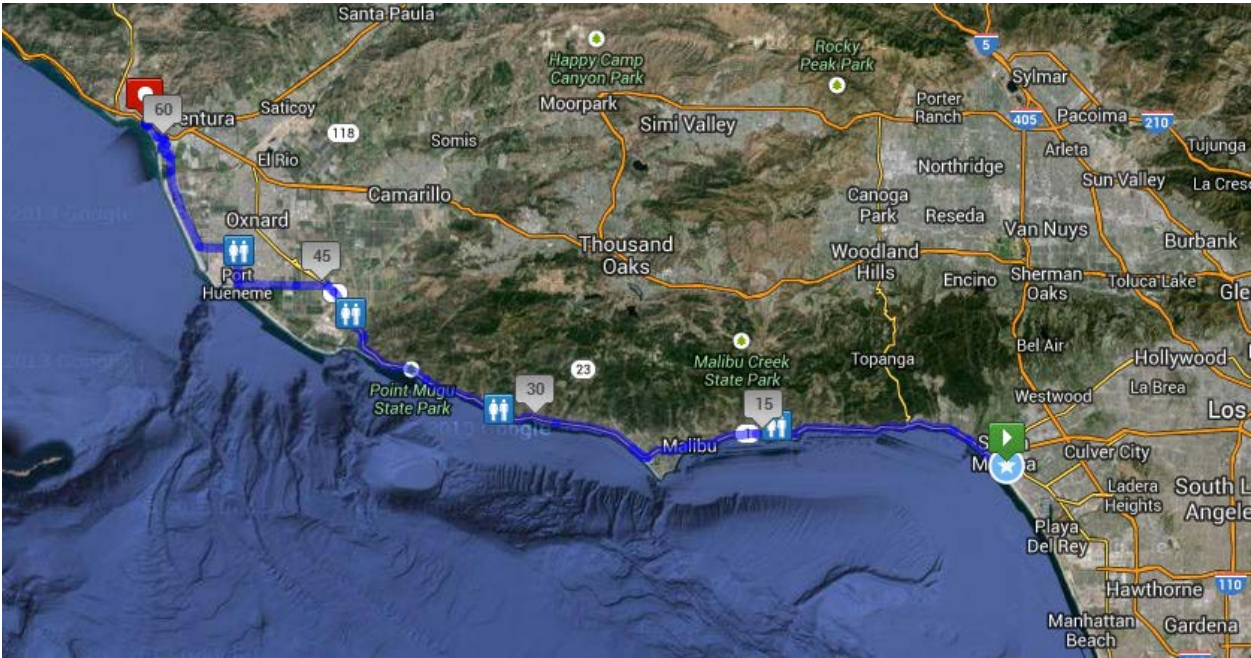 Santa Paula
Happy Camp
Canyon Park
Rocky
Peak Park
5
Sylmar
60
entura
Saticoy
Moorpark
Simi Valley
Porter
Ranch
405
Pacoima
210
118
Somis
Arleta
Tujunga
El Rio
Northridge
Sun Valley
La Cresc
Camarillo
Canoga
Park
Reseda
Oxnard
Van Nuys
Burbank
Thousand
Oaks
Woodland
Hills
45
Port
Hueneme
Encino
Sherman
Oaks
Toluca Lake
Gle
Bel Air
Malibu Creek
State Park
Topanga
Hollywood
23
Point Mugu
State Park
30
15
Westwood
La Brea
Los
2013 Google
1
Malibu
Culver City
Ladera
Heights
South L
Angele
Playa
Del Rey
Hawthorne
110
Manhattan
Beach
Gardena